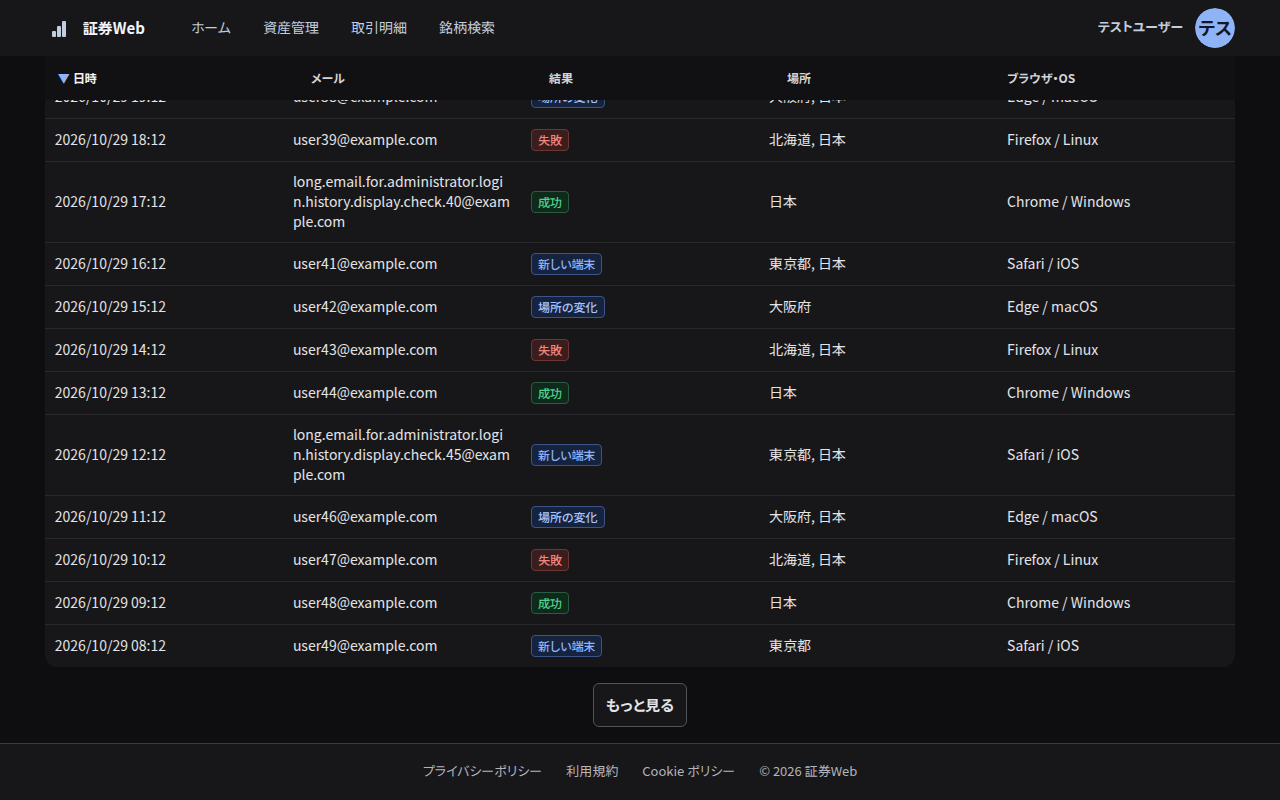 証券Web ホーム 資産管理 取引明細 銘柄検索 テストユーザー テス
▼日時 メール 結果 場所 ブラウザ・OS
2026/10/29 18:12 user39@example.com 失敗 北海道, 日本 Firefox / Linux
2026/10/29 17:12 long.email.for.administrator.logi
n.history.display.check.40@exam
ple.com 成功 日本 Chrome / Windows
2026/10/29 16:12 user41@example.com 新しい端末 東京都, 日本 Safari / iOS
2026/10/29 15:12 user42@example.com 場所の変化 大阪府 Edge / macOS
2026/10/29 14:12 user43@example.com 失敗 北海道, 日本 Firefox / Linux
2026/10/29 13:12 user44@example.com 成功 日本 Chrome / Windows
2026/10/29 12:12 long.email.for.administrator.logi
n.history.display.check.45@exam
ple.com 新しい端末 東京都, 日本 Safari / iOS
2026/10/29 11:12 user46@example.com 場所の変化 大阪府, 日本 Edge / macOS
2026/10/29 10:12 user47@example.com 失敗 北海道, 日本 Firefox / Linux
2026/10/29 09:12 user48@example.com 成功 日本 Chrome / Windows
2026/10/29 08:12 user49@example.com 新しい端末 東京都 Safari / iOS
もっと見る
プライバシーポリシー 利用規約 Cookie ポリシー © 2026 証券Web